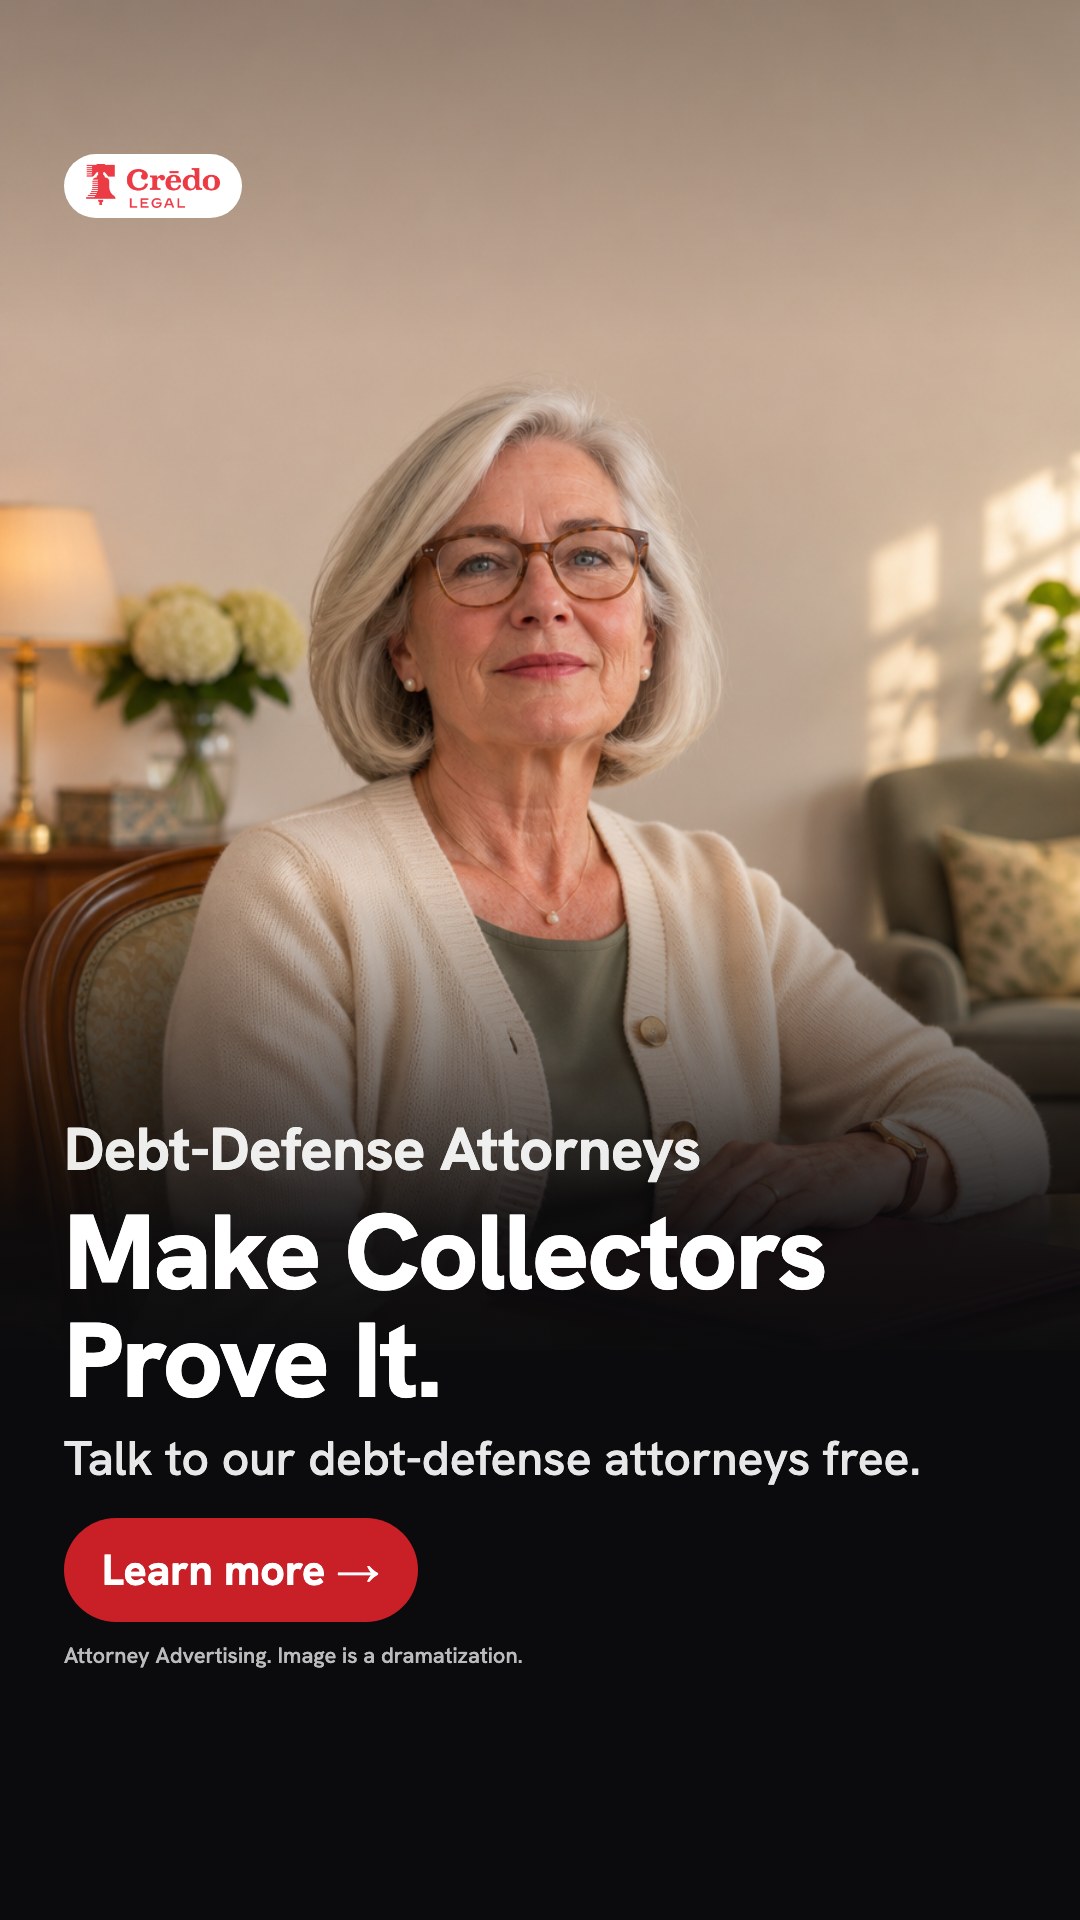 Crēdo
LEGAL
Debt-Defense Attorneys
Make Collectors
Prove It.
Talk to our debt-defense attorneys free.
Learn more →
Attorney Advertising. Image is a dramatization.